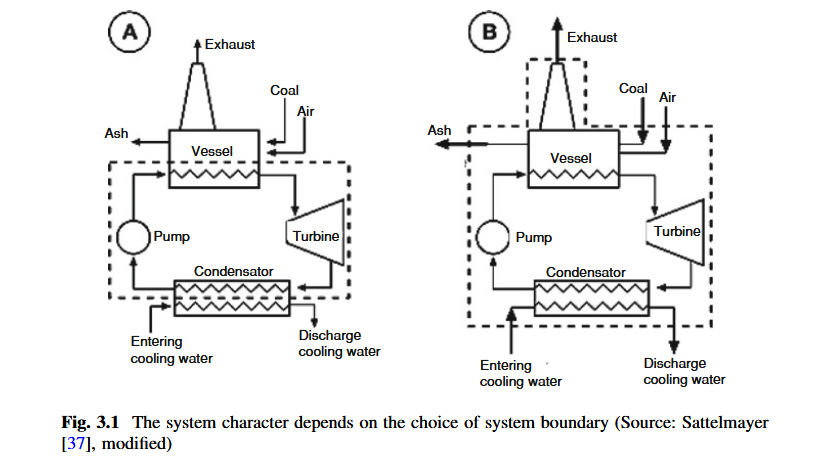 A
Exhaust
Coal
Air
Ash
Vessel
Pump
Turbine
Condensator
Entering
cooling water
Discharge
cooling water
B
Exhaust
Coal
Air
Ash
Vessel
Pump
Turbine
Condensator
Entering
cooling water
Discharge
cooling water
Fig. 3.1 The system character depends on the choice of system boundary (Source: Sattelmayer
[37], modified)